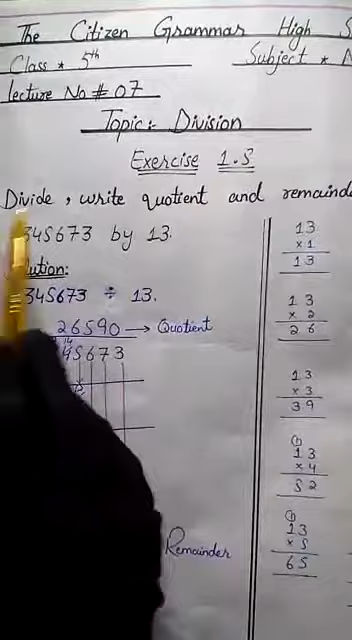 The Citizen Grammar High S
Class * 5th
Subject *
Lecture No # 07
Topic:- Division
Exercise 1.5
Divide, write quotient and remaind
345673 by 13.
ution:
345673 ÷ 13.
26590 → Quotient
45673
Remainder
13
×1
13
13
×2
26
13
×3
39
①
13
×4
52
①
13
×5
65